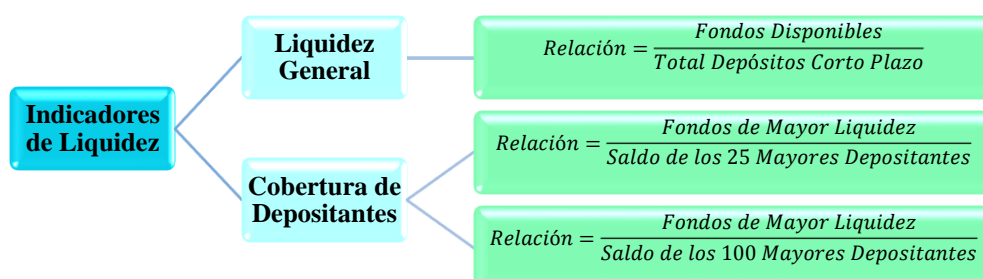 Indicadores
de Liquidez
Liquidez
General
Relación = Fondos Disponibles
Total Depósitos Corto Plazo
Cobertura de
Depositantes
Relación = Fondos de Mayor Liquidez
Saldo de los 25 Mayores Depositantes
Relación = Fondos de Mayor Liquidez
Saldo de los 100 Mayores Depositantes